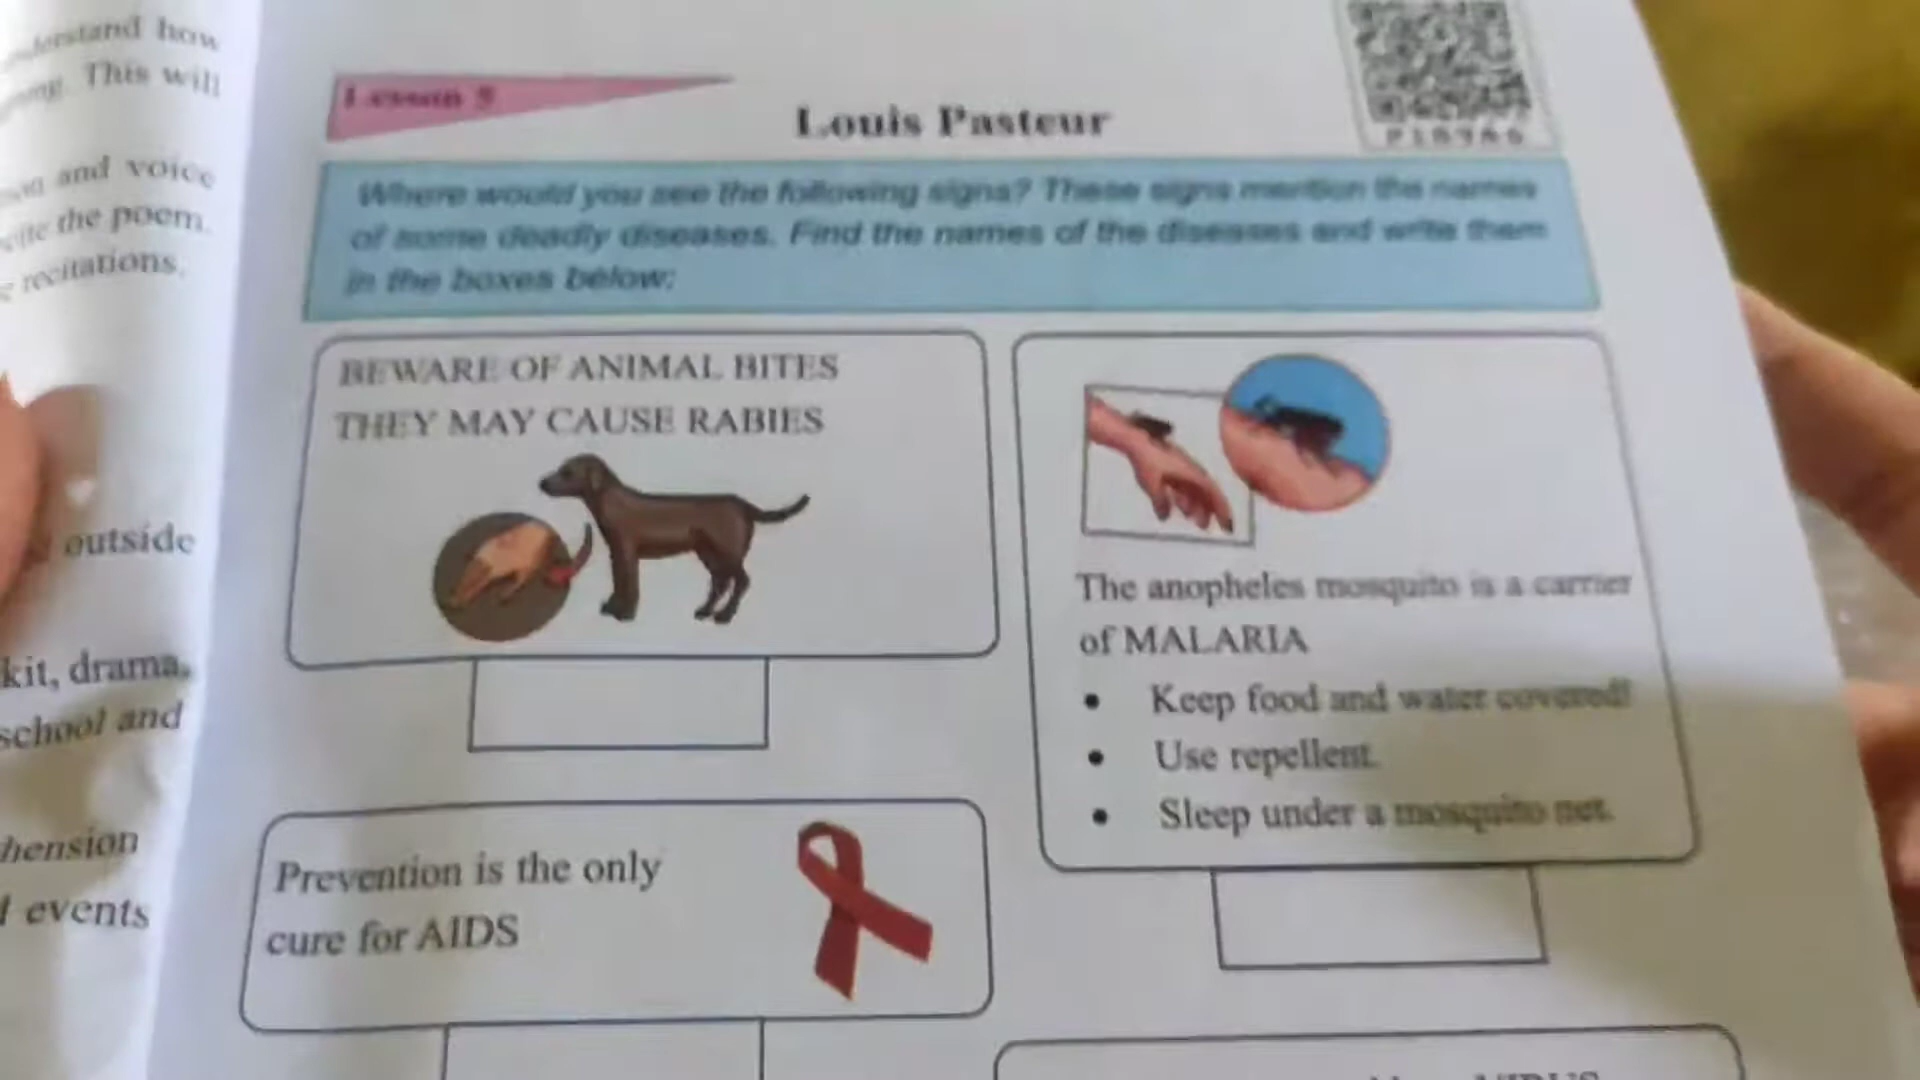 understand how
This will
and voice
the poem.
recitations.
outside
kit, drama,
school and
hension
events
Lesson 9
Louis Pasteur
P18986
Where would you see the following signs? These signs mention the names
of some deadly diseases. Find the names of the diseases and write them
in the boxes below:
BEWARE OF ANIMAL BITES
THEY MAY CAUSE RABIES
The anopheles mosquito is a carrier
of MALARIA
• Keep food and water covered!
• Use repellent.
• Sleep under a mosquito net.
Prevention is the only
cure for AIDS
VIRUS